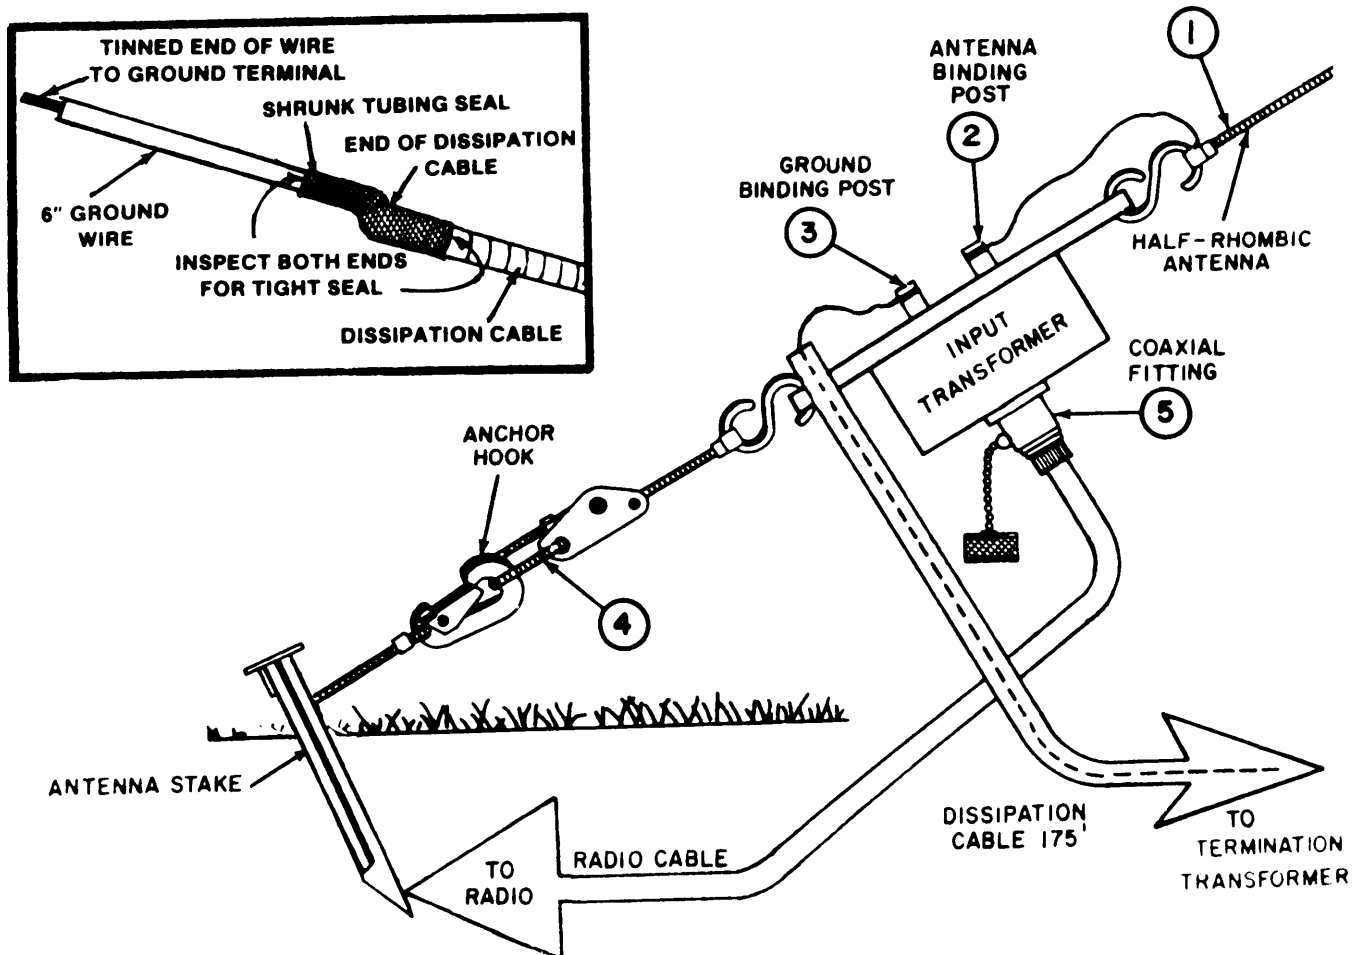 TINNED END OF WIRE
TO GROUND TERMINAL
SHRUNK TUBING SEAL
END OF DISSIPATION
CABLE
6" GROUND
WIRE
INSPECT BOTH ENDS
FOR TIGHT SEAL
DISSIPATION CABLE
1
ANTENNA
BINDING
POST
2
GROUND
BINDING POST
3
HALF-RHOMBIC
ANTENNA
INPUT
TRANSFORMER
COAXIAL
FITTING
5
ANCHOR
HOOK
4
ANTENNA STAKE
TO
RADIO
RADIO CABLE
DISSIPATION
CABLE 175'
TO
TERMINATION
TRANSFORMER